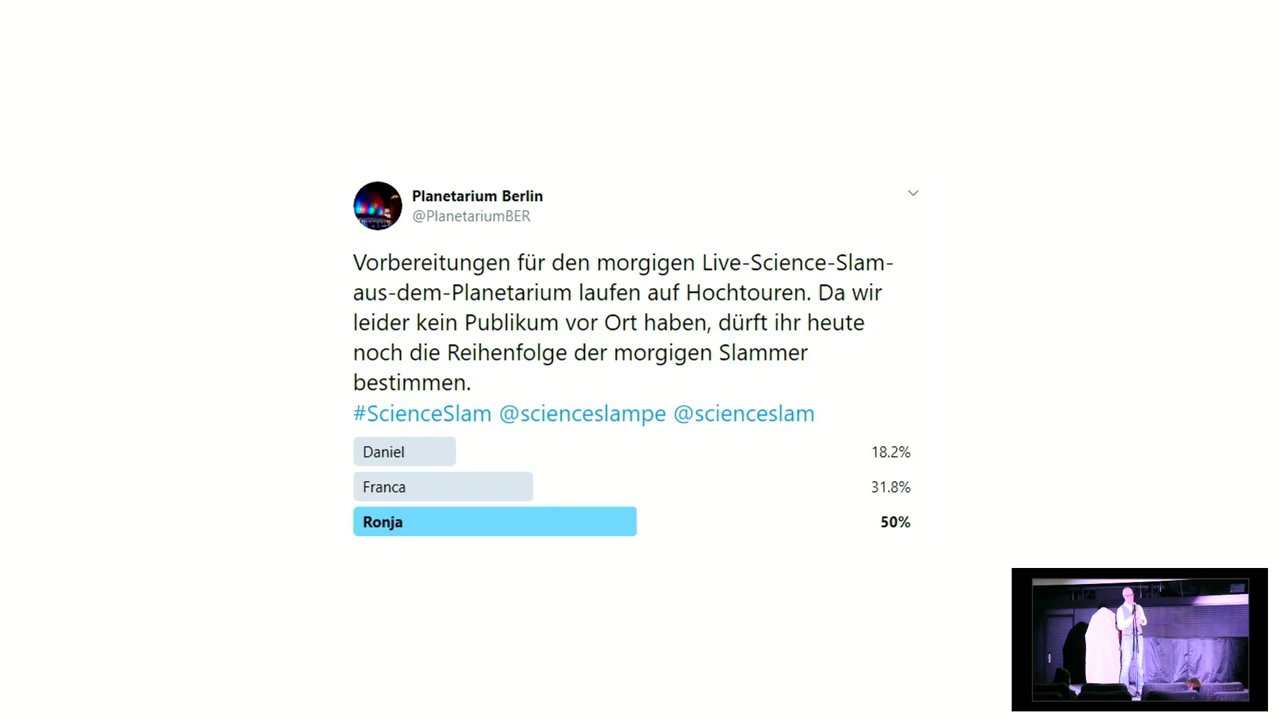 Planetarium Berlin
@PlanetariumBER
Vorbereitungen für den morgigen Live-Science-Slam-
aus-dem-Planetarium laufen auf Hochtouren. Da wir
leider kein Publikum vor Ort haben, dürft ihr heute
noch die Reihenfolge der morgigen Slammer
bestimmen.
#ScienceSlam @scienceslampe @scienceslam
Daniel 18.2%
Franca 31.8%
Ronja 50%